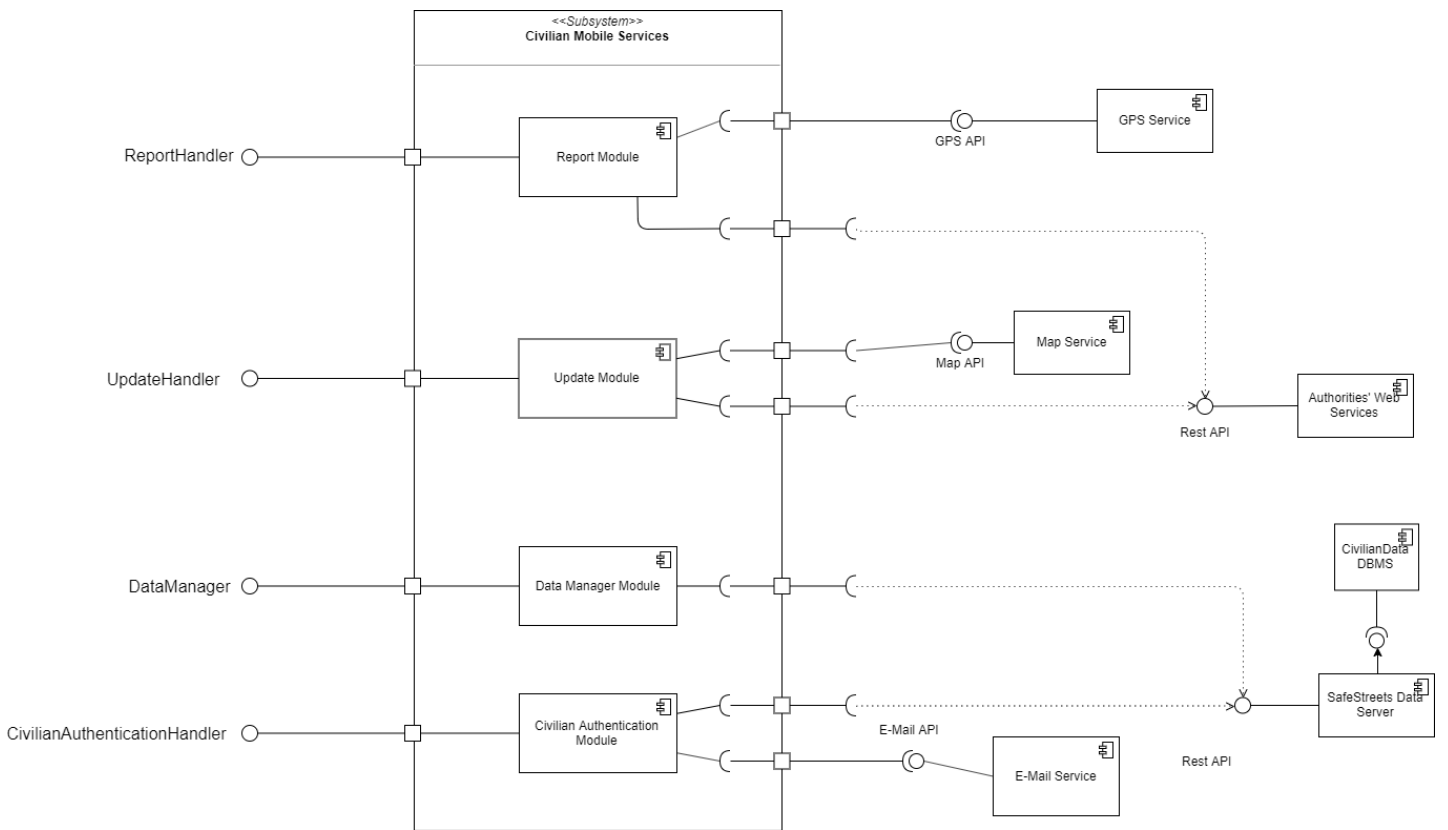 <<Subsystem>>
Civilian Mobile Services
GPS Service
GPS API
ReportHandler
Report Module
Map Service
Map API
UpdateHandler
Update Module
Authorities' Web
Services
Rest API
CivilianData
DBMS
DataManager
Data Manager Module
SafeStreets Data
Server
CivilianAuthenticationHandler
Civilian Authentication
Module
E-Mail API
Rest API
E-Mail Service